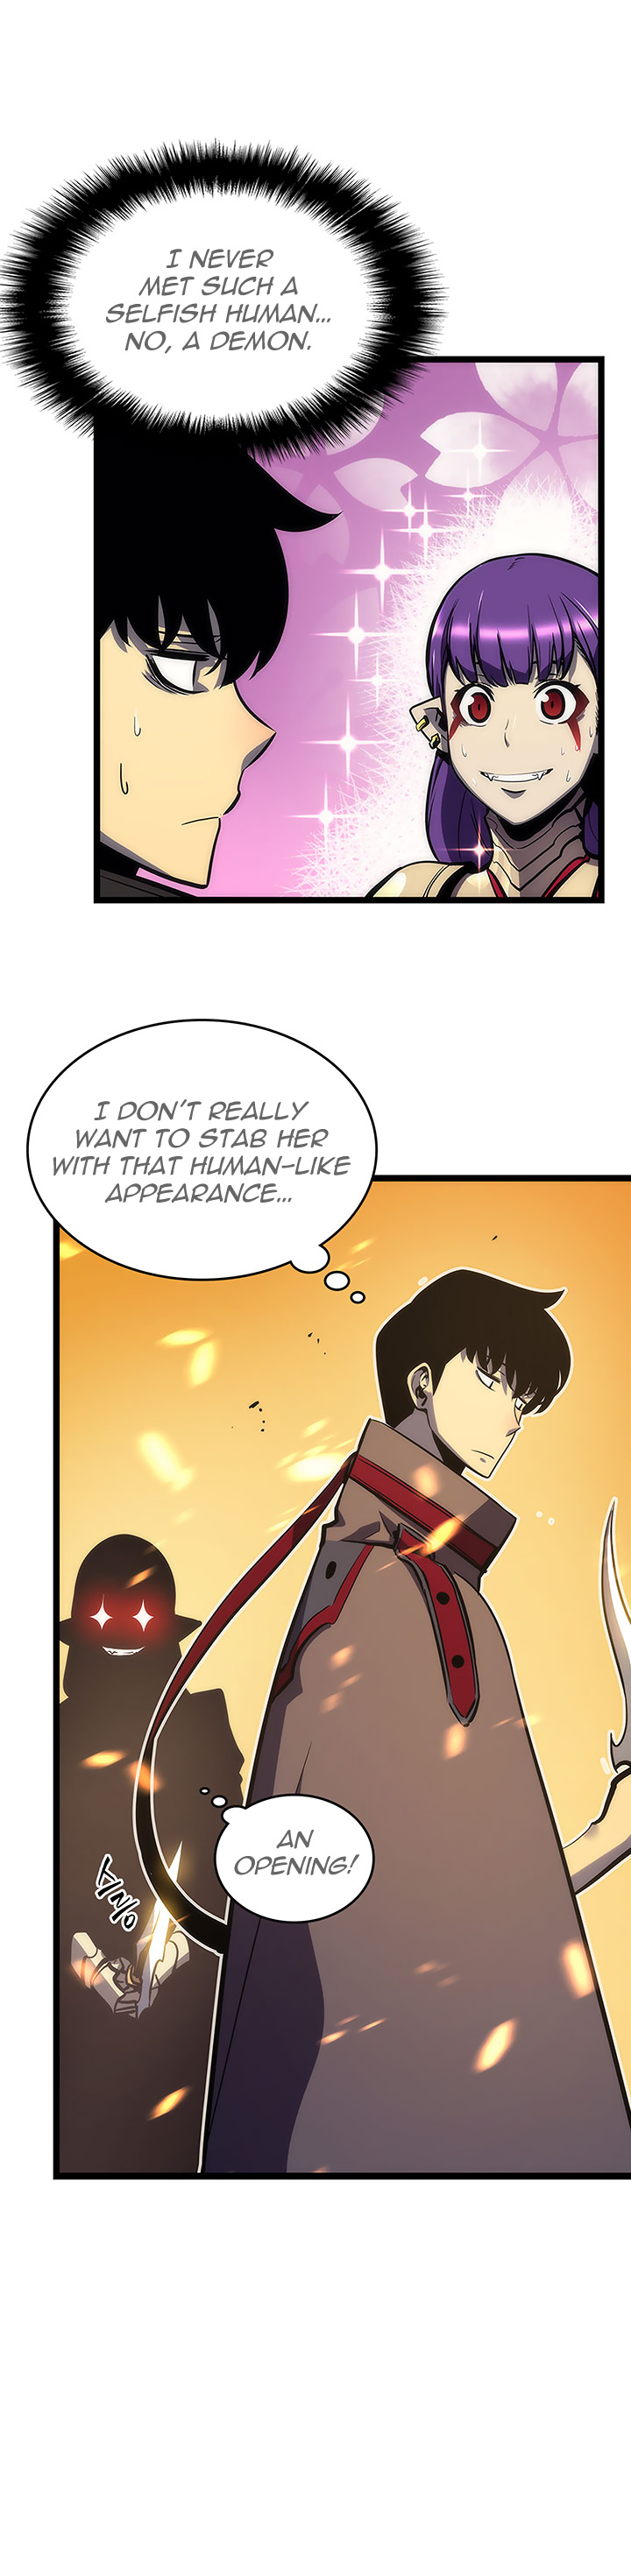 I NEVER
MET SUCH A
SELFISH HUMAN...
NO, A DEMON.
I DON'T REALLY
WANT TO STAB HER
WITH THAT HUMAN-LIKE
APPEARANCE...
AN
OPENING!